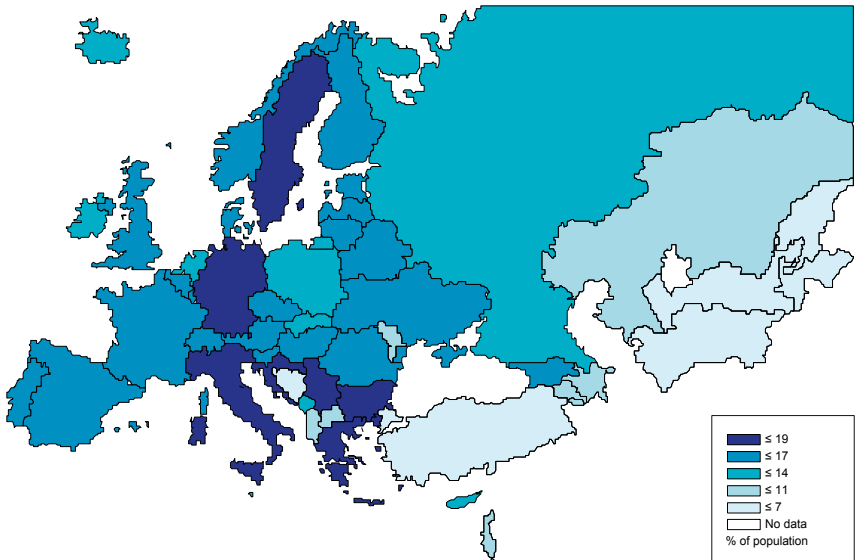 ≤ 19
≤ 17
≤ 14
≤ 11
≤ 7
No data
% of population